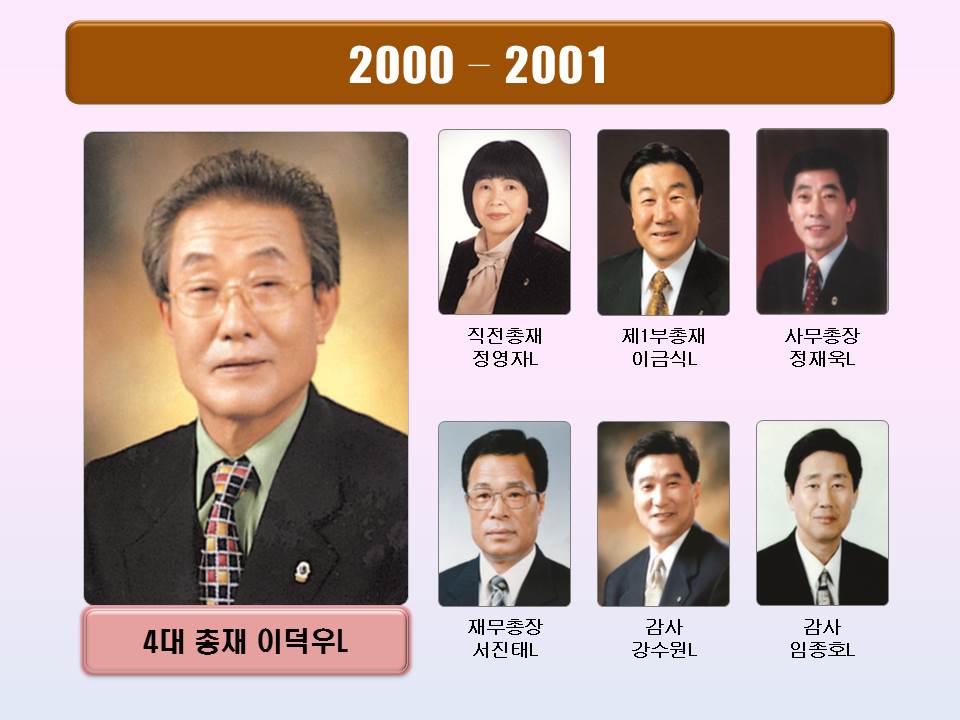 2000 – 2001
직전총재
정영자L
제1부총재
이금식L
사무총장
정재욱L
재무총장
서진태L
감사
강수원L
감사
임종호L
4대 총재 이덕우L